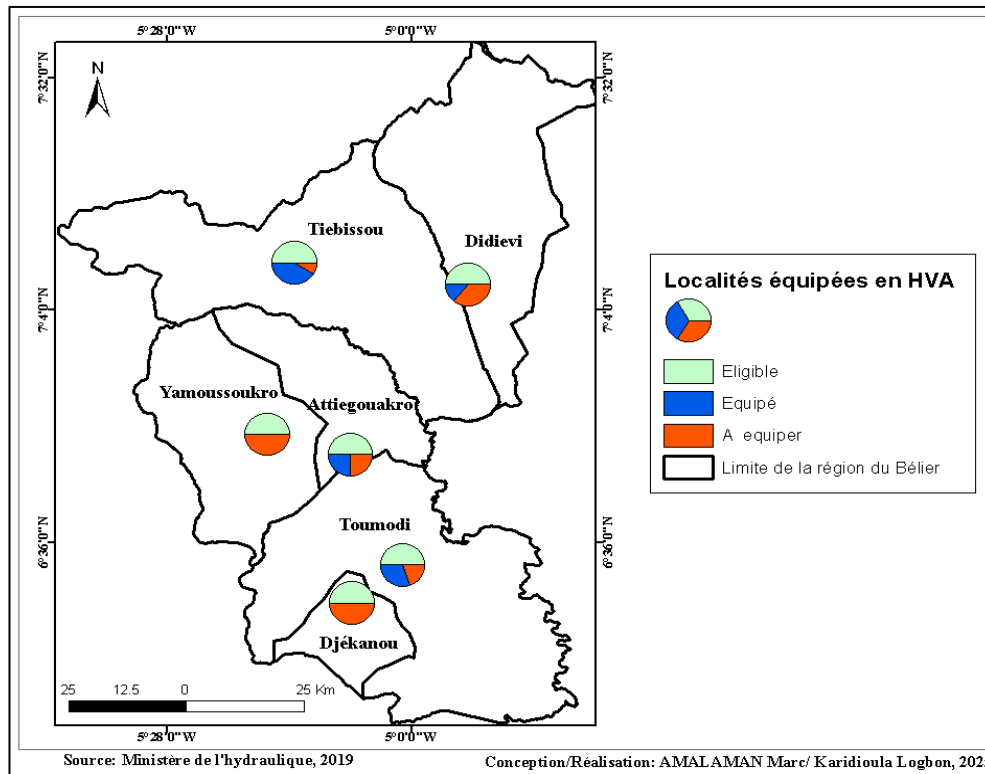 5°28'0"W 5°0'0"W
N
7°32'0"N 7°32'0"N
Tiebissou
Didievi
7°4'0"N 7°4'0"N
Yamoussoukro
Attiegouakro
Toumodi
6°36'0"N 6°36'0"N
Djékanou
25 12.5 0 25 Km
5°28'0"W 5°0'0"W
Localités équipées en HVA
Eligible
Equipé
A equiper
Limite de la région du Bélier
Source: Ministère de l'hydraulique, 2019
Conception/Réalisation: AMALAMAN Marc/ Karidioula Logbon,